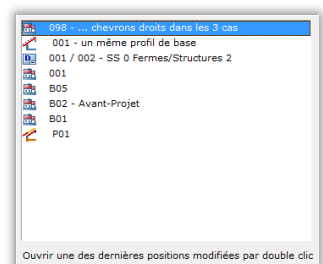 098 - ... chevrons droits dans les 3 cas
001 - un même profil de base
001 / 002 - SS 0 Fermes/Structures 2
001
B05
B02 - Avant-Projet
B01
P01
Ouvrir une des dernières positions modifiées par double clic